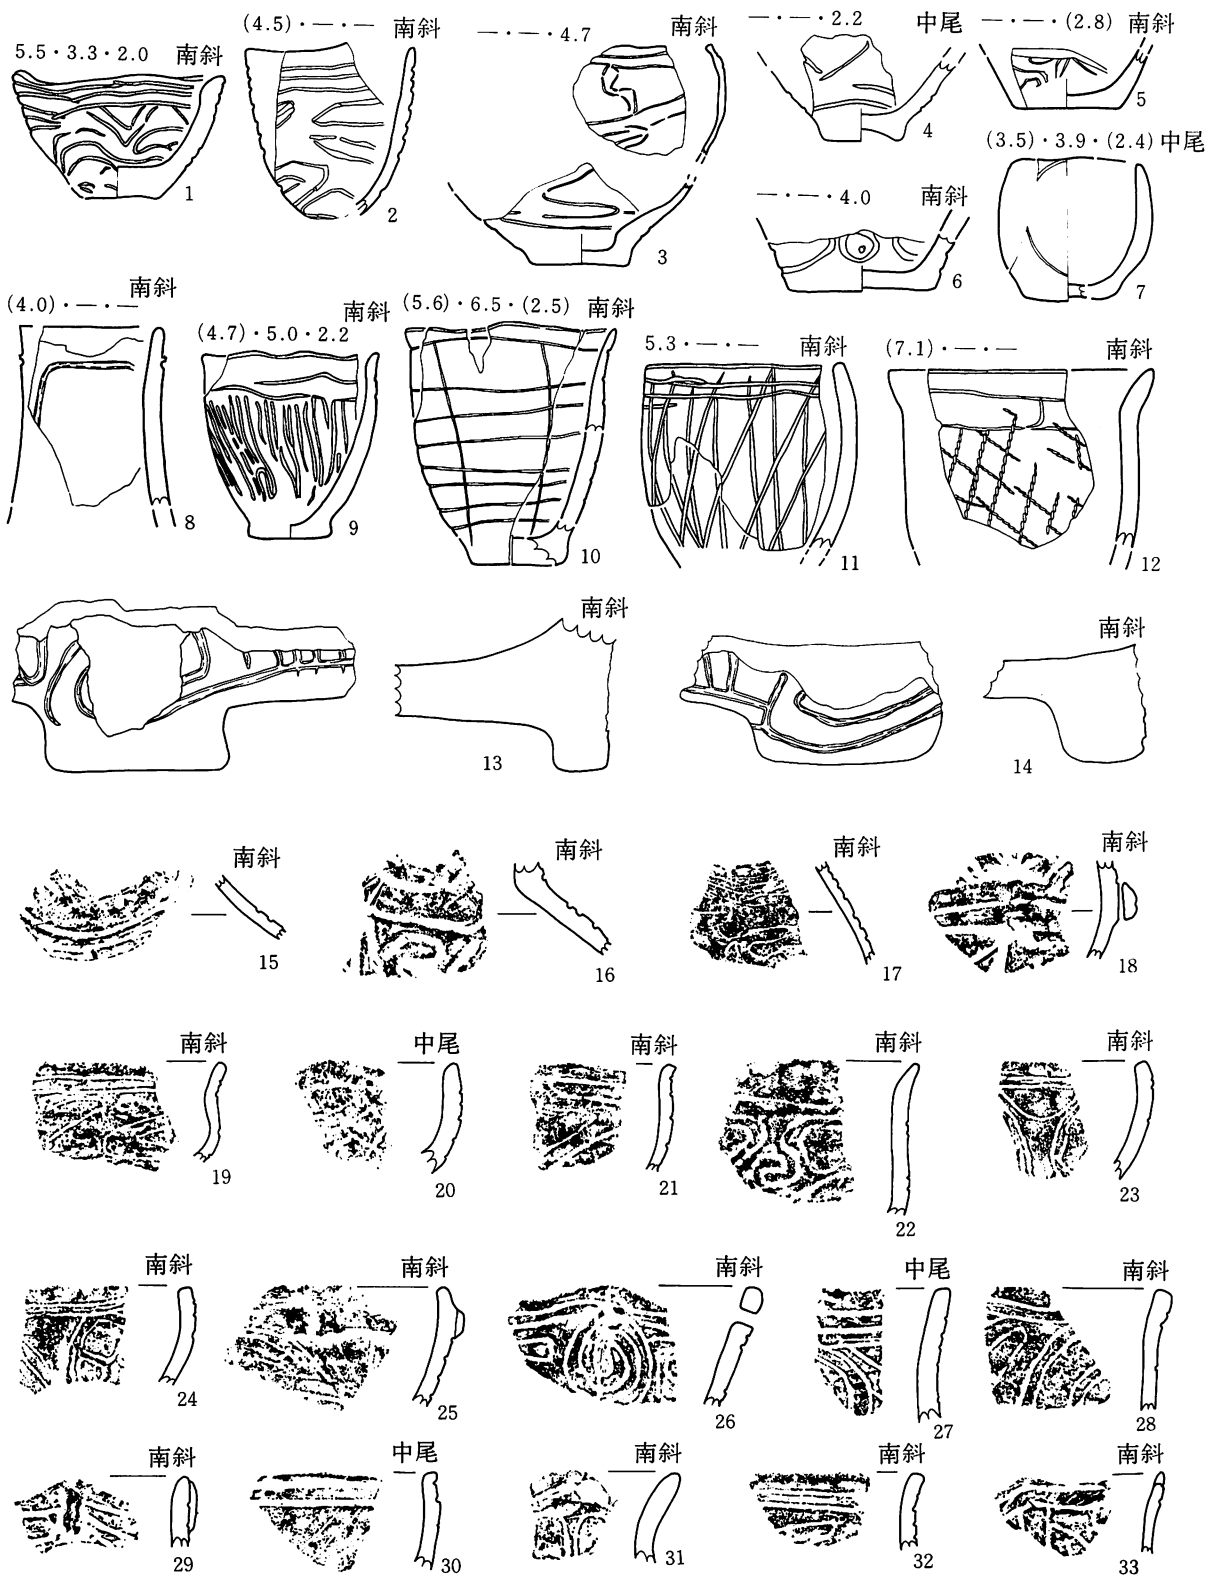 5.5・3.3・2.0 南斜
1
(4.5)・—・— 南斜
2
—・—・4.7 南斜
3
—・—・2.2 中尾
4
—・—・(2.8) 南斜
5
—・—・4.0 南斜
6
(3.5)・3.9・(2.4) 中尾
7
(4.0)・—・— 南斜
8
(4.7)・5.0・2.2 南斜
9
(5.6)・6.5・(2.5) 南斜
10
5.3・—・— 南斜
11
(7.1)・—・— 南斜
12
南斜
13
南斜
14
南斜
15
南斜
16
南斜
17
南斜
18
南斜
19
中尾
20
南斜
21
南斜
22
南斜
23
南斜
24
南斜
25
南斜
26
中尾
27
南斜
28
南斜
29
中尾
30
南斜
31
南斜
32
南斜
33